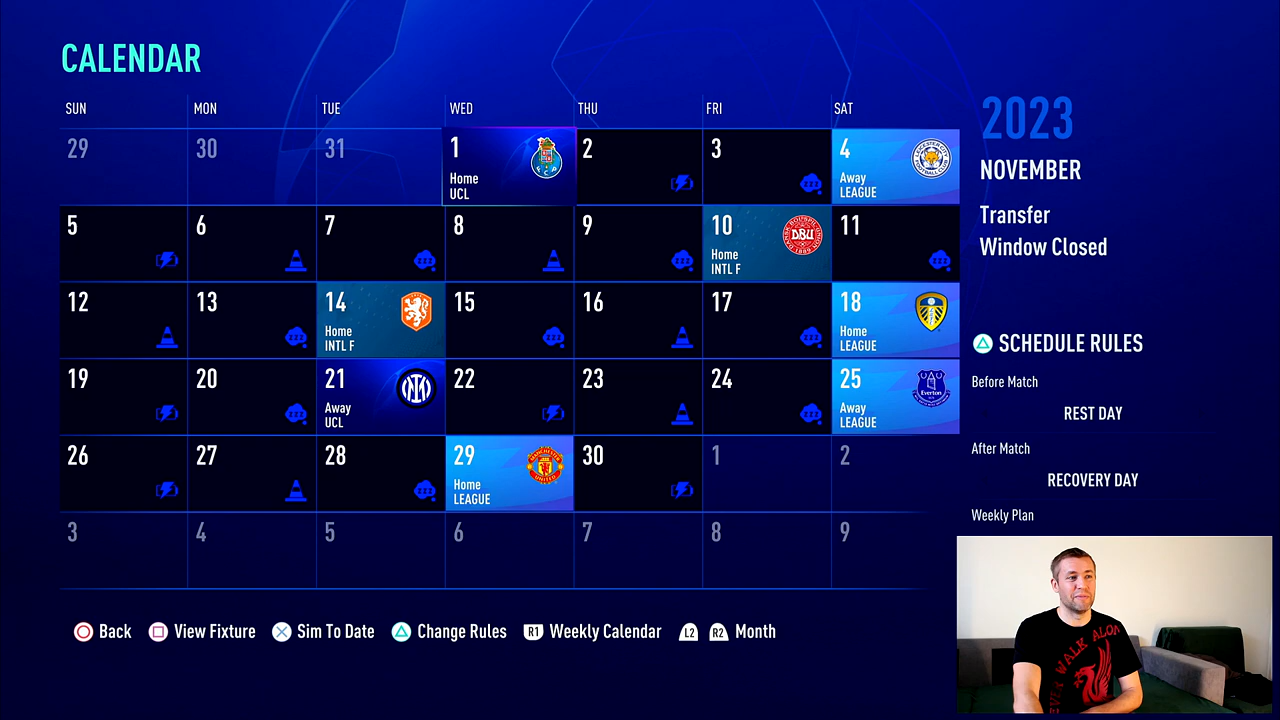 CALENDAR
SUN MON TUE WED THU FRI SAT
29 30 31 1 2 3 4
Home Away
UCL LEAGUE
5 6 7 8 9 10 11
Home
INTL F
12 13 14 15 16 17 18
Home Home
INTL F LEAGUE
19 20 21 22 23 24 25
Away Away
UCL LEAGUE
26 27 28 29 30 1 2
Home
LEAGUE
3 4 5 6 7 8 9
2023
NOVEMBER
Transfer
Window Closed
SCHEDULE RULES
Before Match
REST DAY
After Match
RECOVERY DAY
Weekly Plan
Back View Fixture Sim To Date Change Rules R1 Weekly Calendar L2 R2 Month
DBU
Everton
WALK ALON